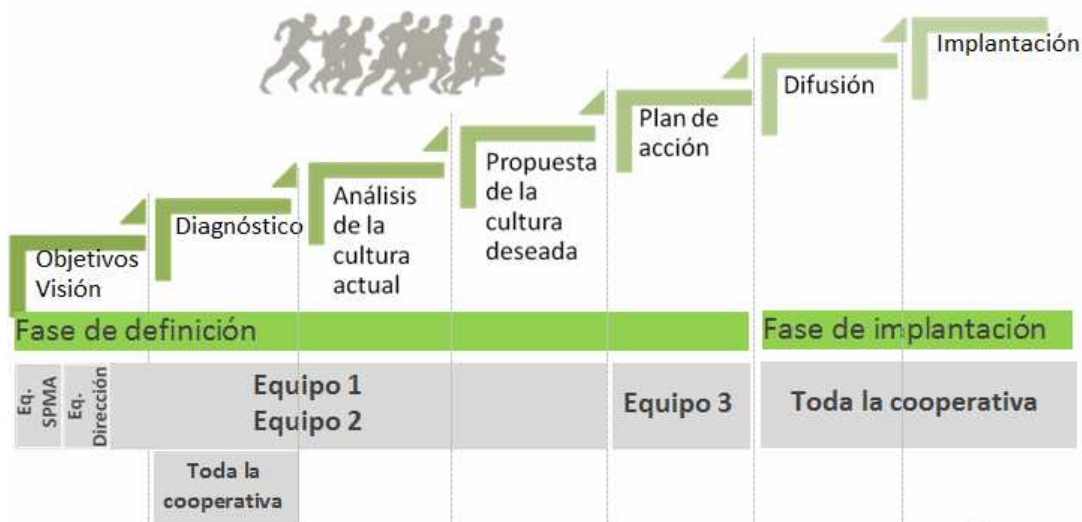 Objetivos
Visión
Diagnóstico
Análisis
de la
cultura
actual
Propuesta
de la
cultura
deseada
Plan de
acción
Difusión
Implantación
Fase de definición
Fase de implantación
Eq.
SPMA
Eq.
Dirección
Equipo 1
Equipo 2
Equipo 3
Toda la cooperativa
Toda la
cooperativa